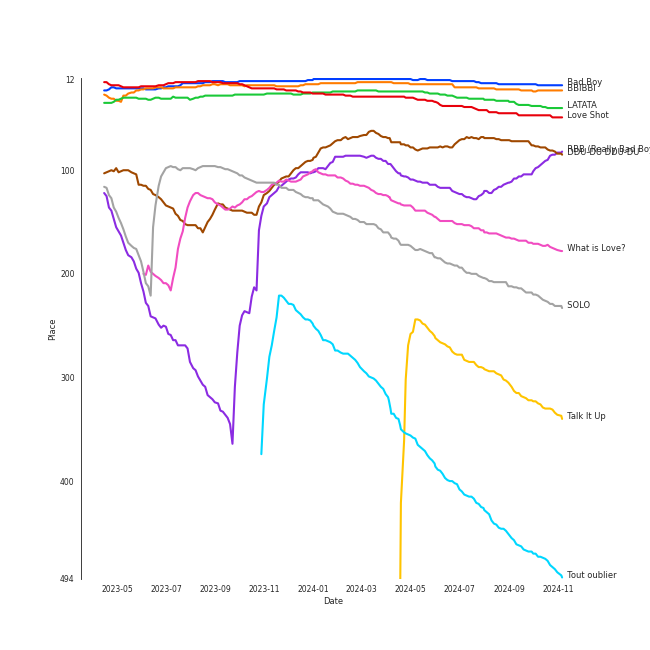 12
100
200
300
400
494
Place
2023-05
2023-07
2023-09
2023-11
2024-01
2024-03
2024-05
2024-07
2024-09
2024-11
Date
Bad Boy
BBIBBI
LATATA
Love Shot
RBB (Really Bad Boy
DDU-DU DDU-DU
What is Love?
SOLO
Talk It Up
Tout oublier